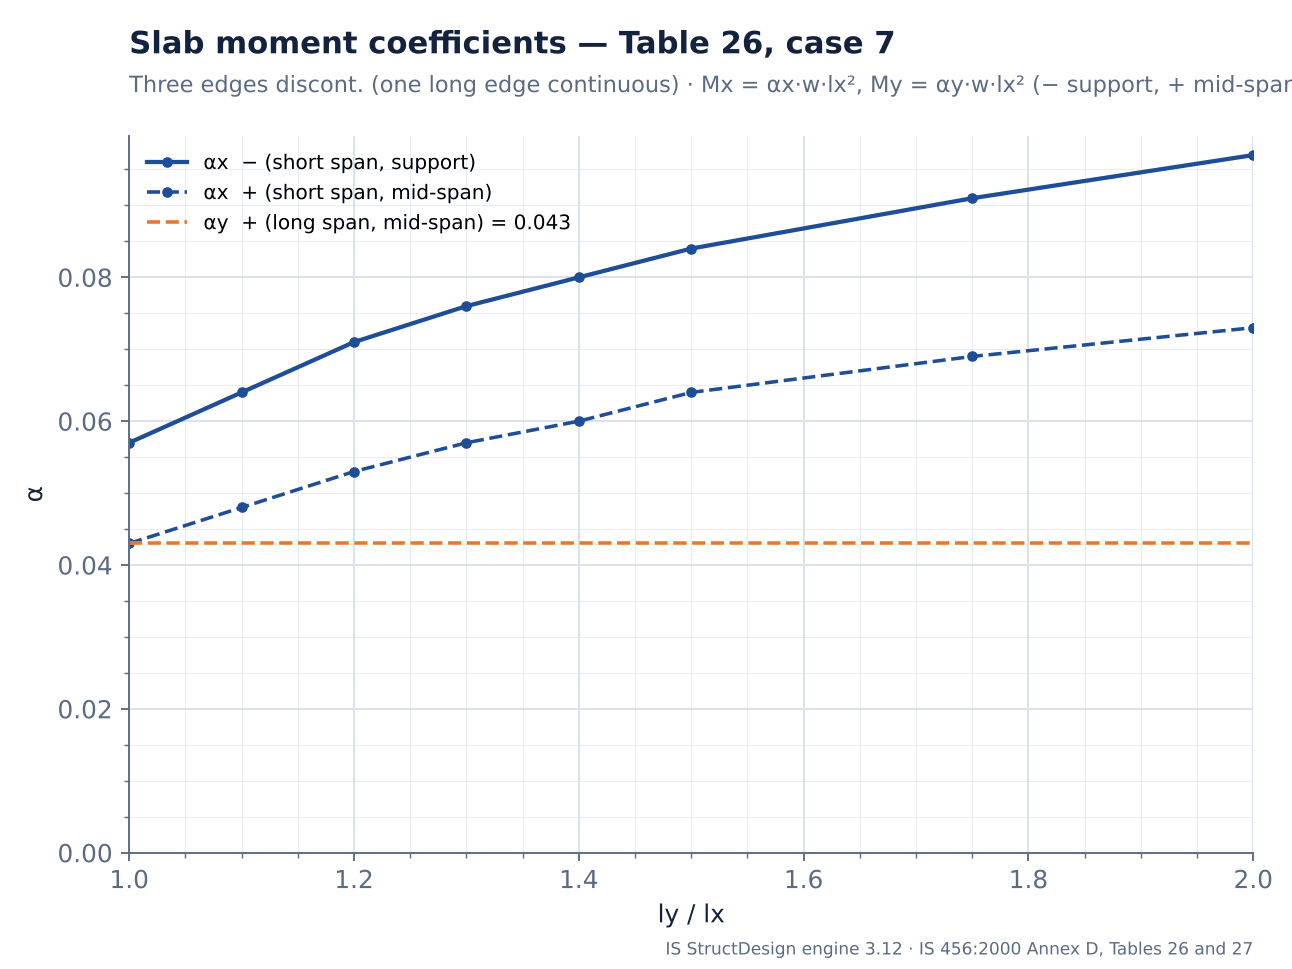 Slab moment coefficients — Table 26, case 7
Three edges discont. (one long edge continuous) · Mx = αx·w·lx², My = αy·w·lx² (− support, + mid-spar
αx − (short span, support)
αx + (short span, mid-span)
αy + (long span, mid-span) = 0.043
0.08
0.06
α
0.04
0.02
0.00
1.0 1.2 1.4 1.6 1.8 2.0
ly / lx
IS StructDesign engine 3.12 · IS 456:2000 Annex D, Tables 26 and 27